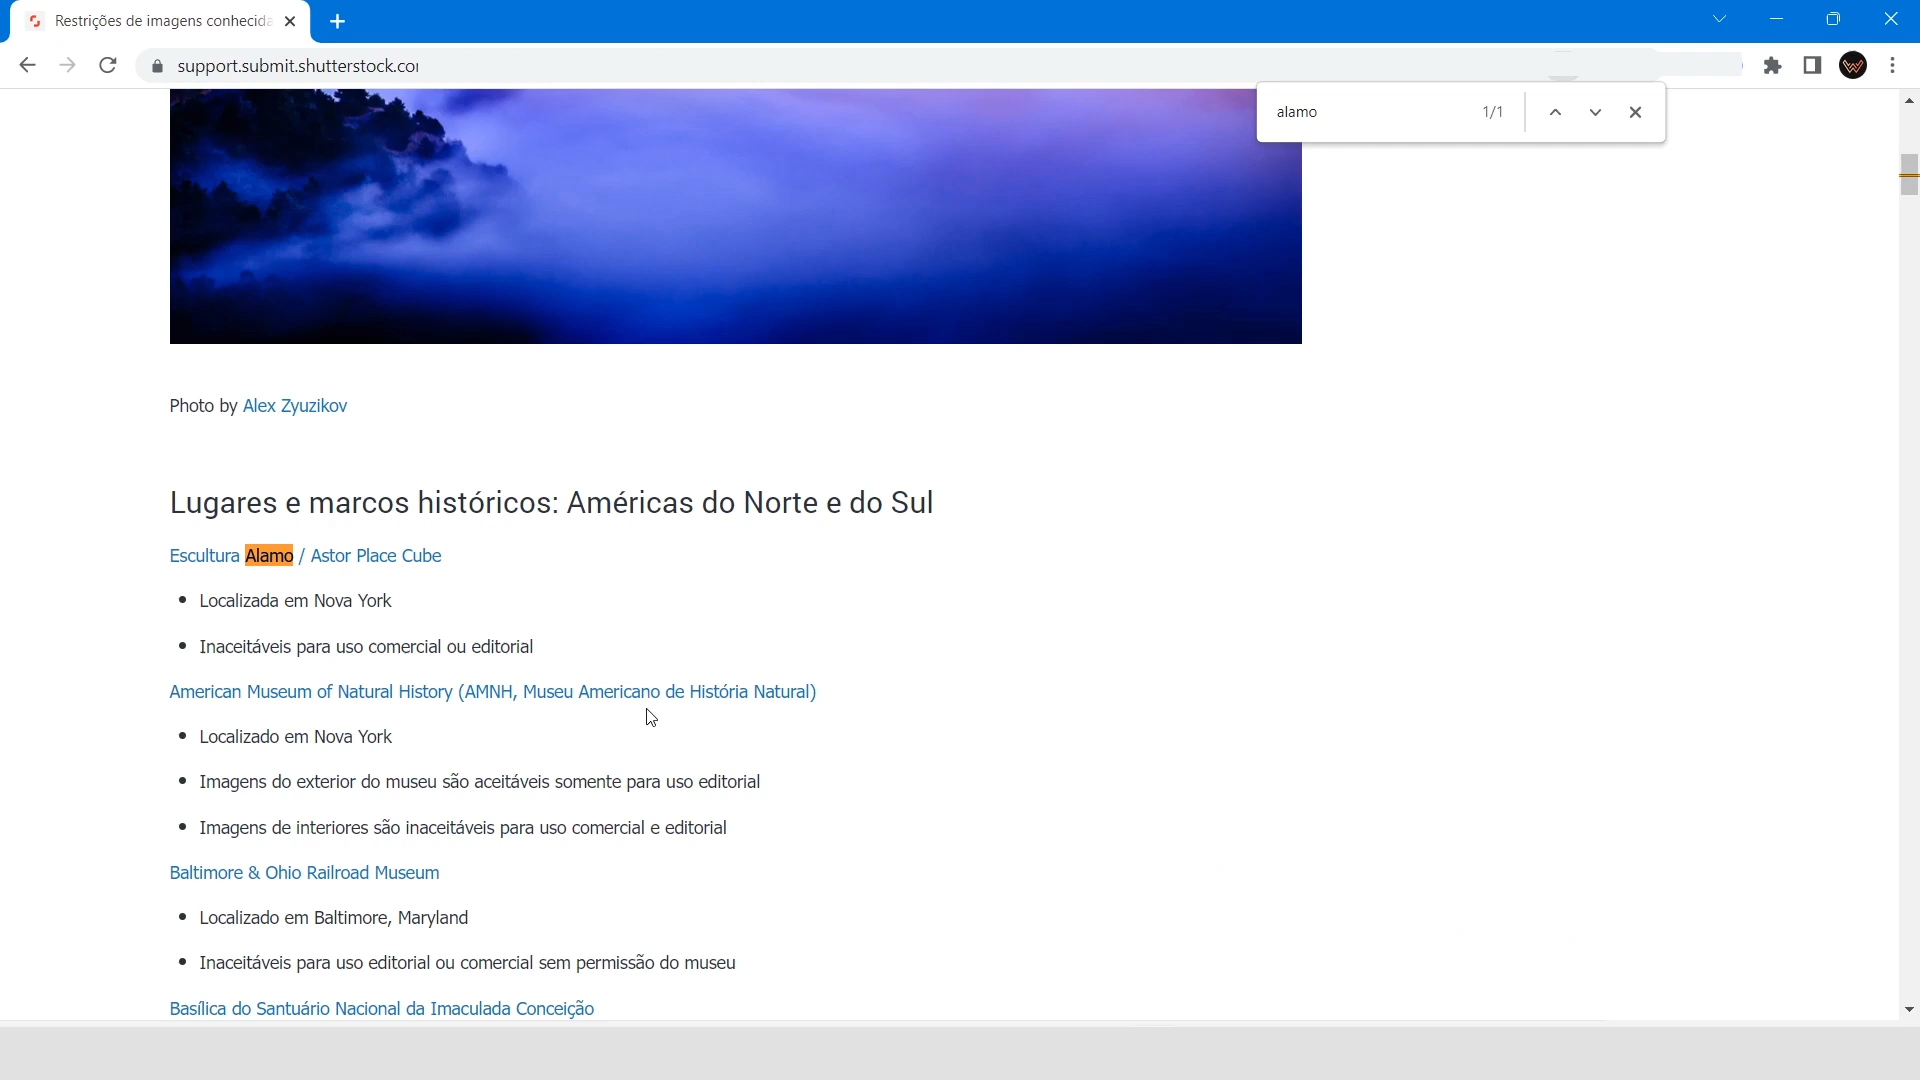 Restrições de imagens conhecida
support.submit.shutterstock.co
alamo 1/1
Photo by Alex Zyuzikov
Lugares e marcos históricos: Américas do Norte e do Sul
Escultura Alamo / Astor Place Cube
• Localizada em Nova York
• Inaceitáveis para uso comercial ou editorial
American Museum of Natural History (AMNH, Museu Americano de História Natural)
• Localizado em Nova York
• Imagens do exterior do museu são aceitáveis somente para uso editorial
• Imagens de interiores são inaceitáveis para uso comercial e editorial
Baltimore & Ohio Railroad Museum
• Localizado em Baltimore, Maryland
• Inaceitáveis para uso editorial ou comercial sem permissão do museu
Basílica do Santuário Nacional da Imaculada Conceição